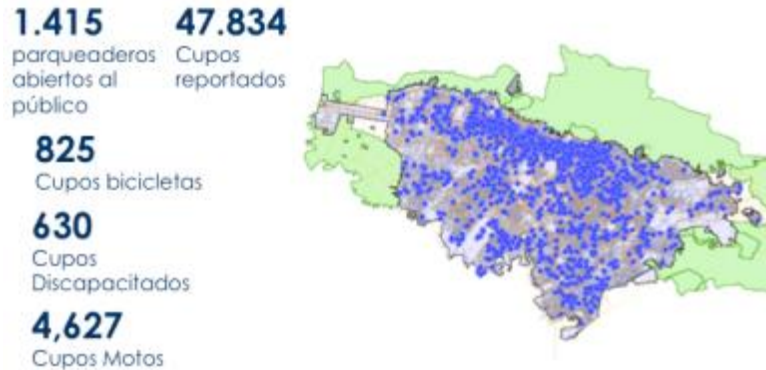 1.415
parqueaderos
abiertos al
público
47.834
Cupos
reportados
825
Cupos bicicletas
630
Cupos
Discapacitados
4,627
Cupos Motos